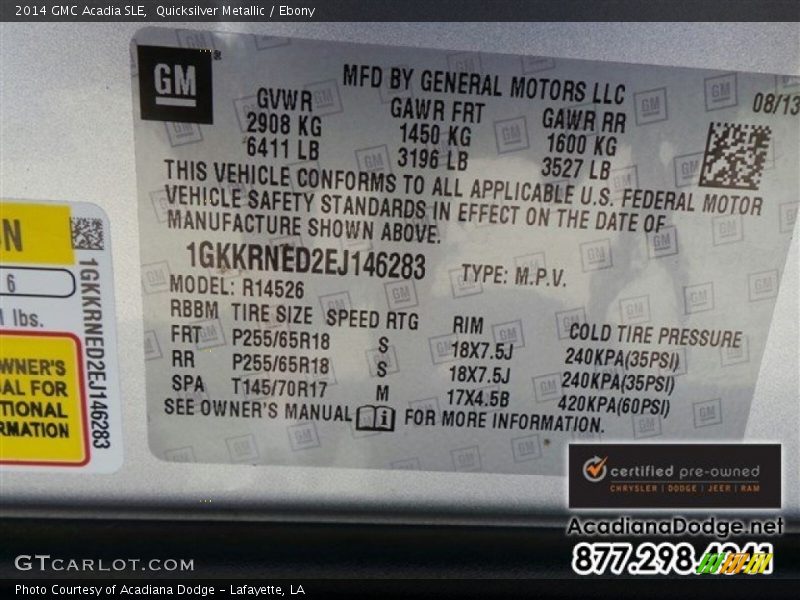 2014 GMC Acadia SLE,  Quicksilver Metallic / Ebony
GM ®
MFD BY GENERAL MOTORS LLC
08/13
GVWR GAWR FRT GAWR RR
2908 KG 1450 KG 1600 KG
6411 LB 3196 LB 3527 LB
THIS VEHICLE CONFORMS TO ALL APPLICABLE U.S. FEDERAL MOTOR
VEHICLE SAFETY STANDARDS IN EFFECT ON THE DATE OF
MANUFACTURE SHOWN ABOVE.
1GKKRNED2EJ146283 TYPE: M.P.V.
MODEL: R14526
RBBM TIRE SIZE SPEED RTG RIM COLD TIRE PRESSURE
FRT P255/65R18 S 18X7.5J 240KPA(35PSI)
RR P255/65R18 S 18X7.5J 240KPA(35PSI)
SPA T145/70R17 M 17X4.5B 420KPA(60PSI)
SEE OWNER'S MANUAL i FOR MORE INFORMATION.
6
lbs.
WNER'S
AL FOR
TIONAL
RMATION
1GKKRNED2EJ146283
certified pre-owned
CHRYSLER | DODGE | JEEP | RAM
AcadianaDodge.net
877.298.4941
GTCARLOT.COM
Photo Courtesy of Acadiana Dodge - Lafayette, LA